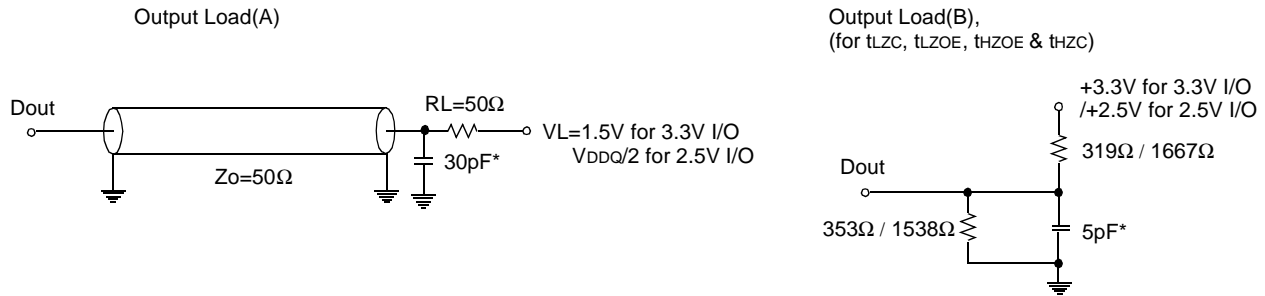 Output Load(A)
Dout
Zo=50Ω
RL=50Ω
30pF*
VL=1.5V for 3.3V I/O
VDDQ/2 for 2.5V I/O
Output Load(B),
(for tLZC, tLZOE, tHZOE & tHZC)
+3.3V for 3.3V I/O
/+2.5V for 2.5V I/O
319Ω / 1667Ω
Dout
353Ω / 1538Ω
5pF*